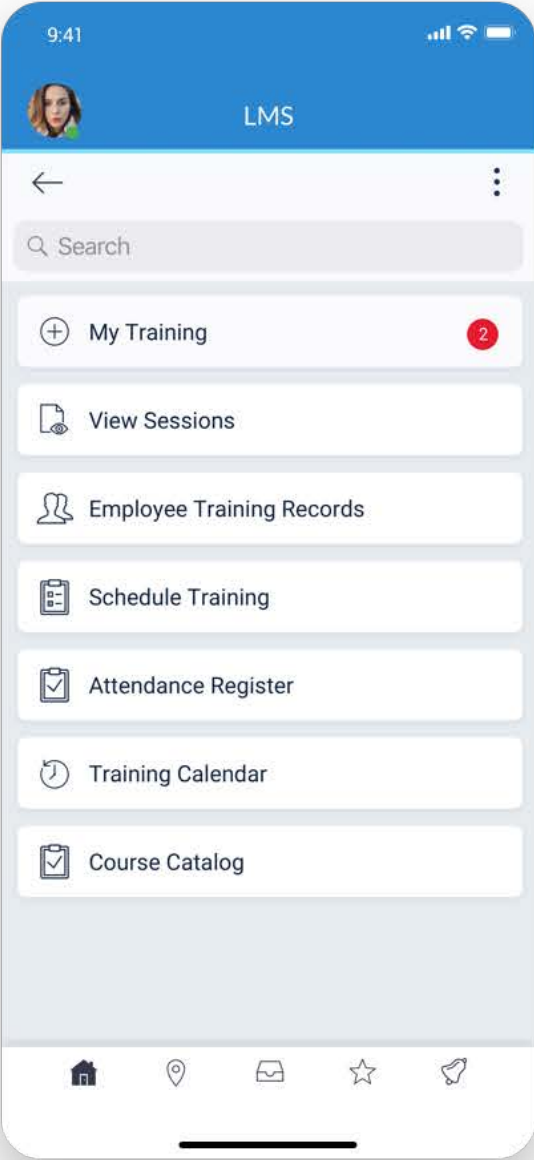 9:41
LMS
Search
My Training
2
View Sessions
Employee Training Records
Schedule Training
Attendance Register
Training Calendar
Course Catalog